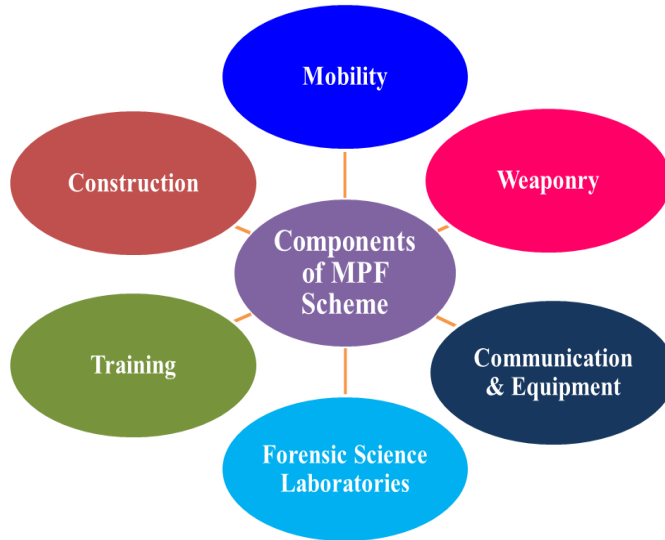 Mobility
Construction
Weaponry
Components
of MPF
Scheme
Training
Communication
& Equipment
Forensic Science
Laboratories